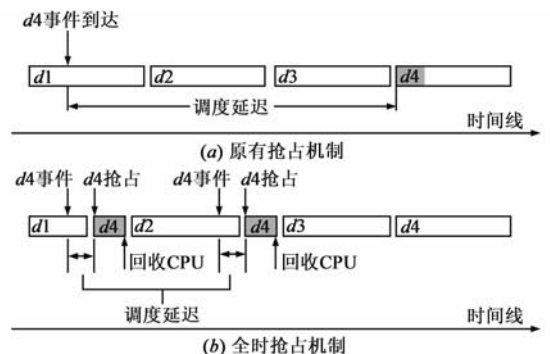 d4事件到达
d1 d2 d3 d4
调度延迟
时间线
(a) 原有抢占机制
d4事件 d4抢占 d4事件 d4抢占
d1 d4 d2 d4 d3 d4
回收CPU 回收CPU
调度延迟
时间线
(b) 全时抢占机制